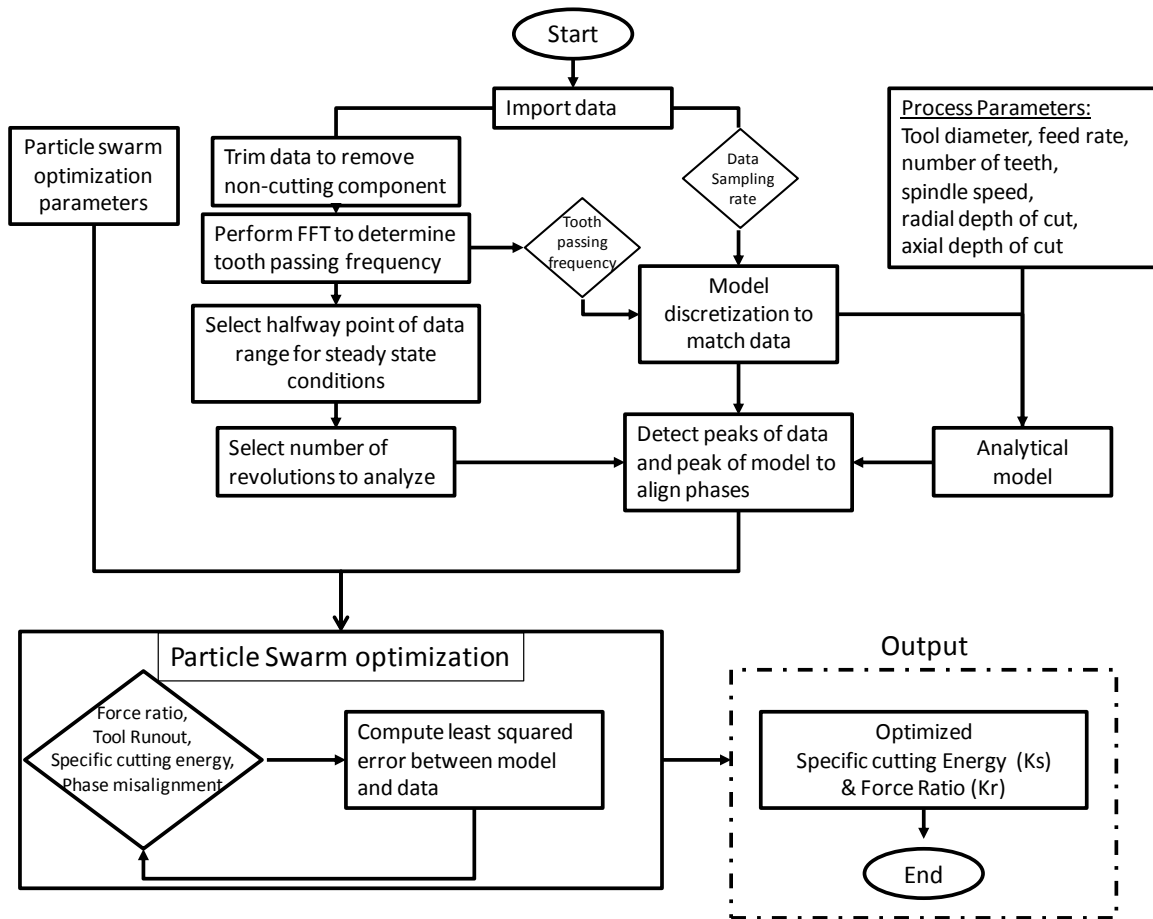 Start
Import data
Particle swarm
optimization
parameters
Trim data to remove
non-cutting component
Data
Sampling
rate
Process Parameters:
Tool diameter, feed rate,
number of teeth,
spindle speed,
radial depth of cut,
axial depth of cut
Perform FFT to determine
tooth passing frequency
Tooth
passing
frequency
Model
discretization to
match data
Select halfway point of data
range for steady state
conditions
Select number of
revolutions to analyze
Detect peaks of data
and peak of model to
align phases
Analytical
model
Particle Swarm optimization
Force ratio,
Tool Runout,
Specific cutting energy,
Phase misalignment
Compute least squared
error between model
and data
Output
Optimized
Specific cutting Energy (Ks)
& Force Ratio (Kr)
End